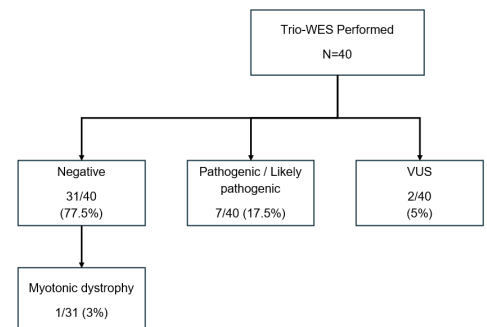 Trio-WES Performed
N=40
Negative
31/40
(77.5%)
Pathogenic / Likely
pathogenic
7/40 (17.5%)
VUS
2/40
(5%)
Myotonic dystrophy
1/31 (3%)